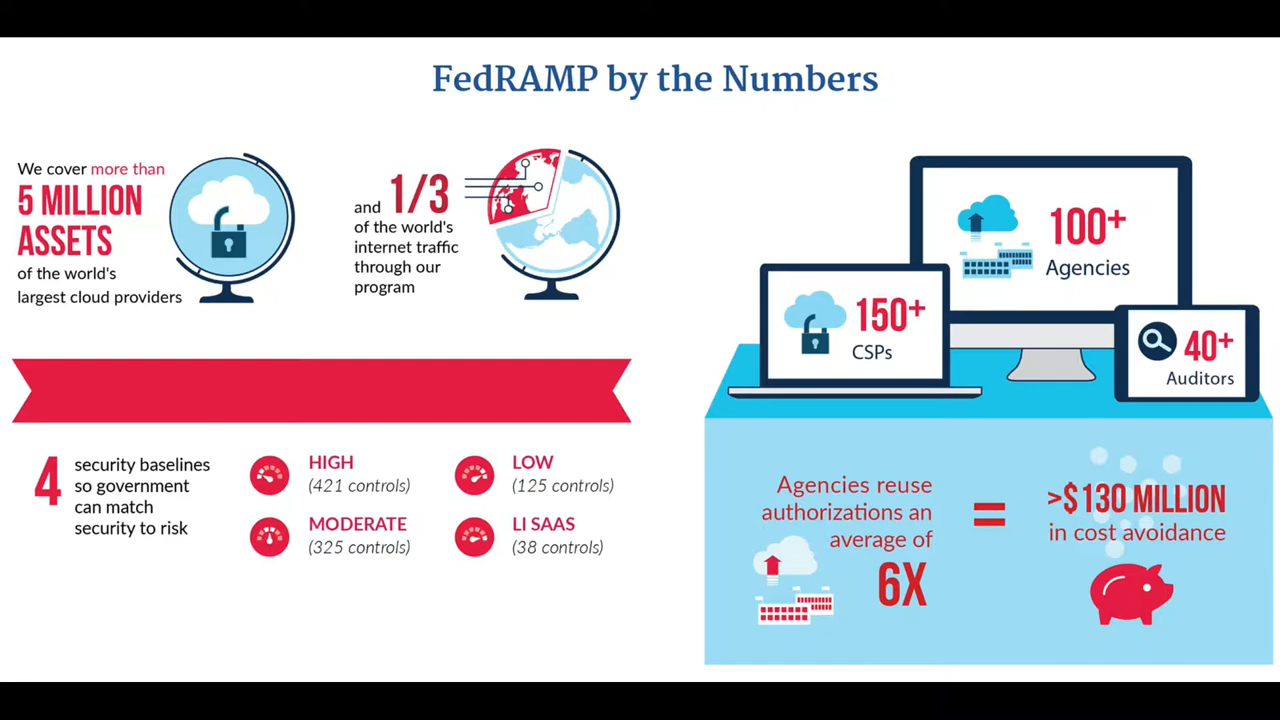 FedRAMP by the Numbers
We cover more than
5 MILLION
ASSETS
of the world's
largest cloud providers
and 1/3
of the world's
internet traffic
through our
program
100+
Agencies
150+
CSPs
40+
Auditors
4
security baselines
so government
can match
security to risk
HIGH
(421 controls)
LOW
(125 controls)
MODERATE
(325 controls)
LI SAAS
(38 controls)
Agencies reuse
authorizations an
average of
6X
=
>$130 MILLION
in cost avoidance